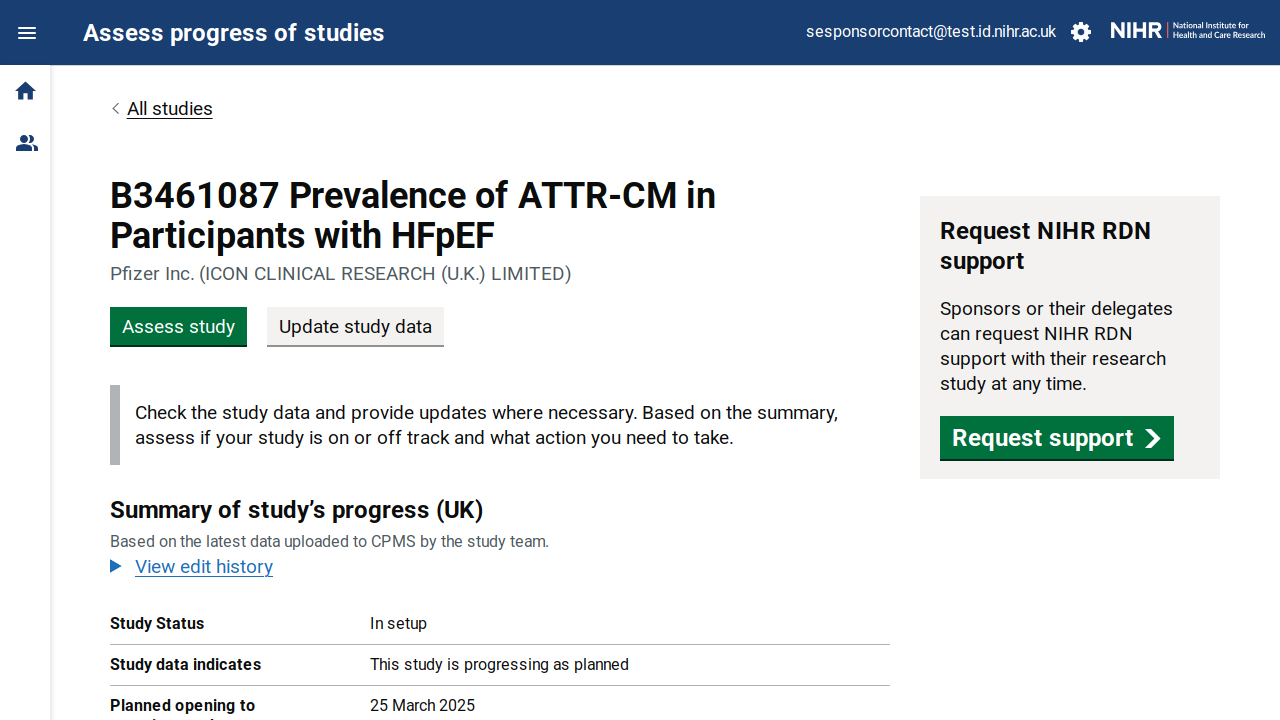 Assess progress of studies
sesponsorcontact@test.id.nihr.ac.uk
NIHR
National Institute for
Health and Care Research
All studies
B3461087 Prevalence of ATTR-CM in
Participants with HFpEF
Pfizer Inc. (ICON CLINICAL RESEARCH (U.K.) LIMITED)
Assess study
Update study data
Check the study data and provide updates where necessary. Based on the summary,
assess if your study is on or off track and what action you need to take.
Summary of study’s progress (UK)
Based on the latest data uploaded to CPMS by the study team.
View edit history
Study Status
In setup
Study data indicates
This study is progressing as planned
Planned opening to
25 March 2025
Request NIHR RDN
support
Sponsors or their delegates
can request NIHR RDN
support with their research
study at any time.
Request support